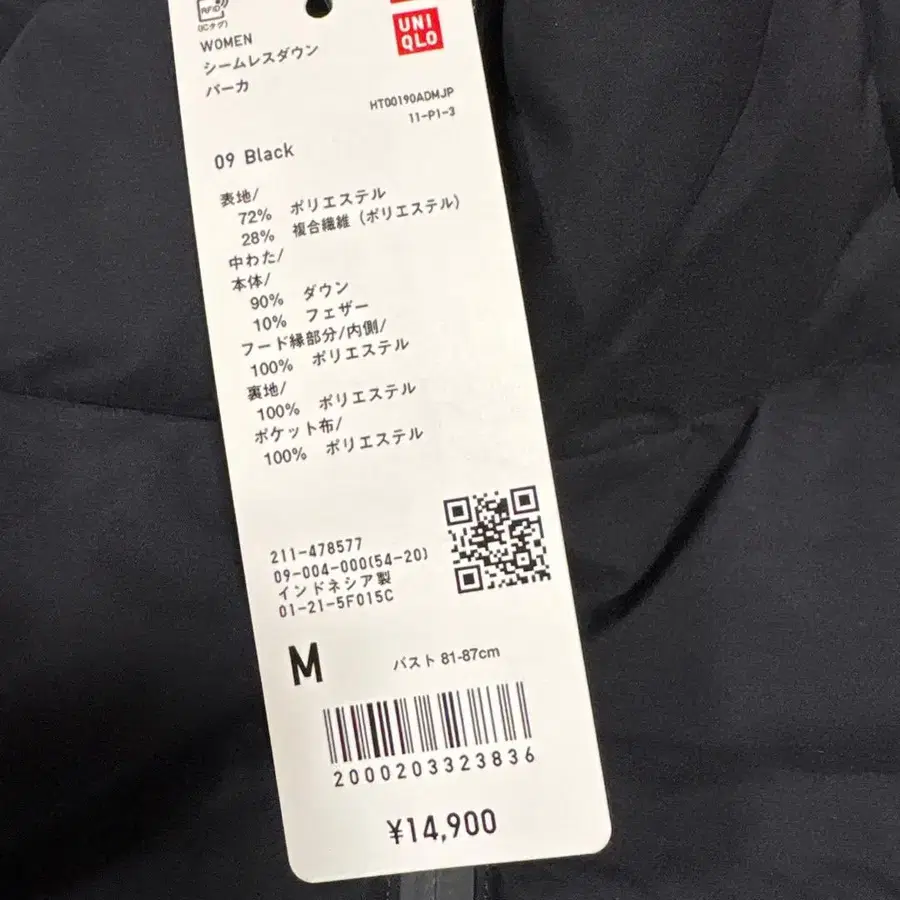 RFID
(ICタグ)
UNI
QLO
WOMEN
シームレスダウン
パーカ
HT00190ADMJP
11-P1-3
09 Black
表地/
72% ポリエステル
28% 複合繊維 (ポリエステル)
中わた/
本体/
90% ダウン
10% フェザー
フード縁部分/内側/
100% ポリエステル
裏地/
100% ポリエステル
ポケット布/
100% ポリエステル
211-478577
09-004-000(54-20)
インドネシア製
01-21-5F015C
M バスト 81-87cm
2000203323836
¥14,900